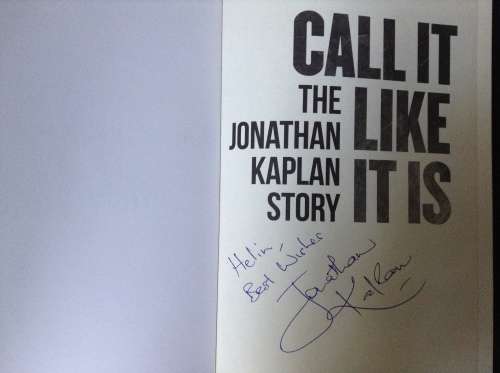 CALL IT
THE LIKE
JONATHAN
KAPLAN IT IS
STORY
Helin,
Best Wishes
Jonathan
Kaplan